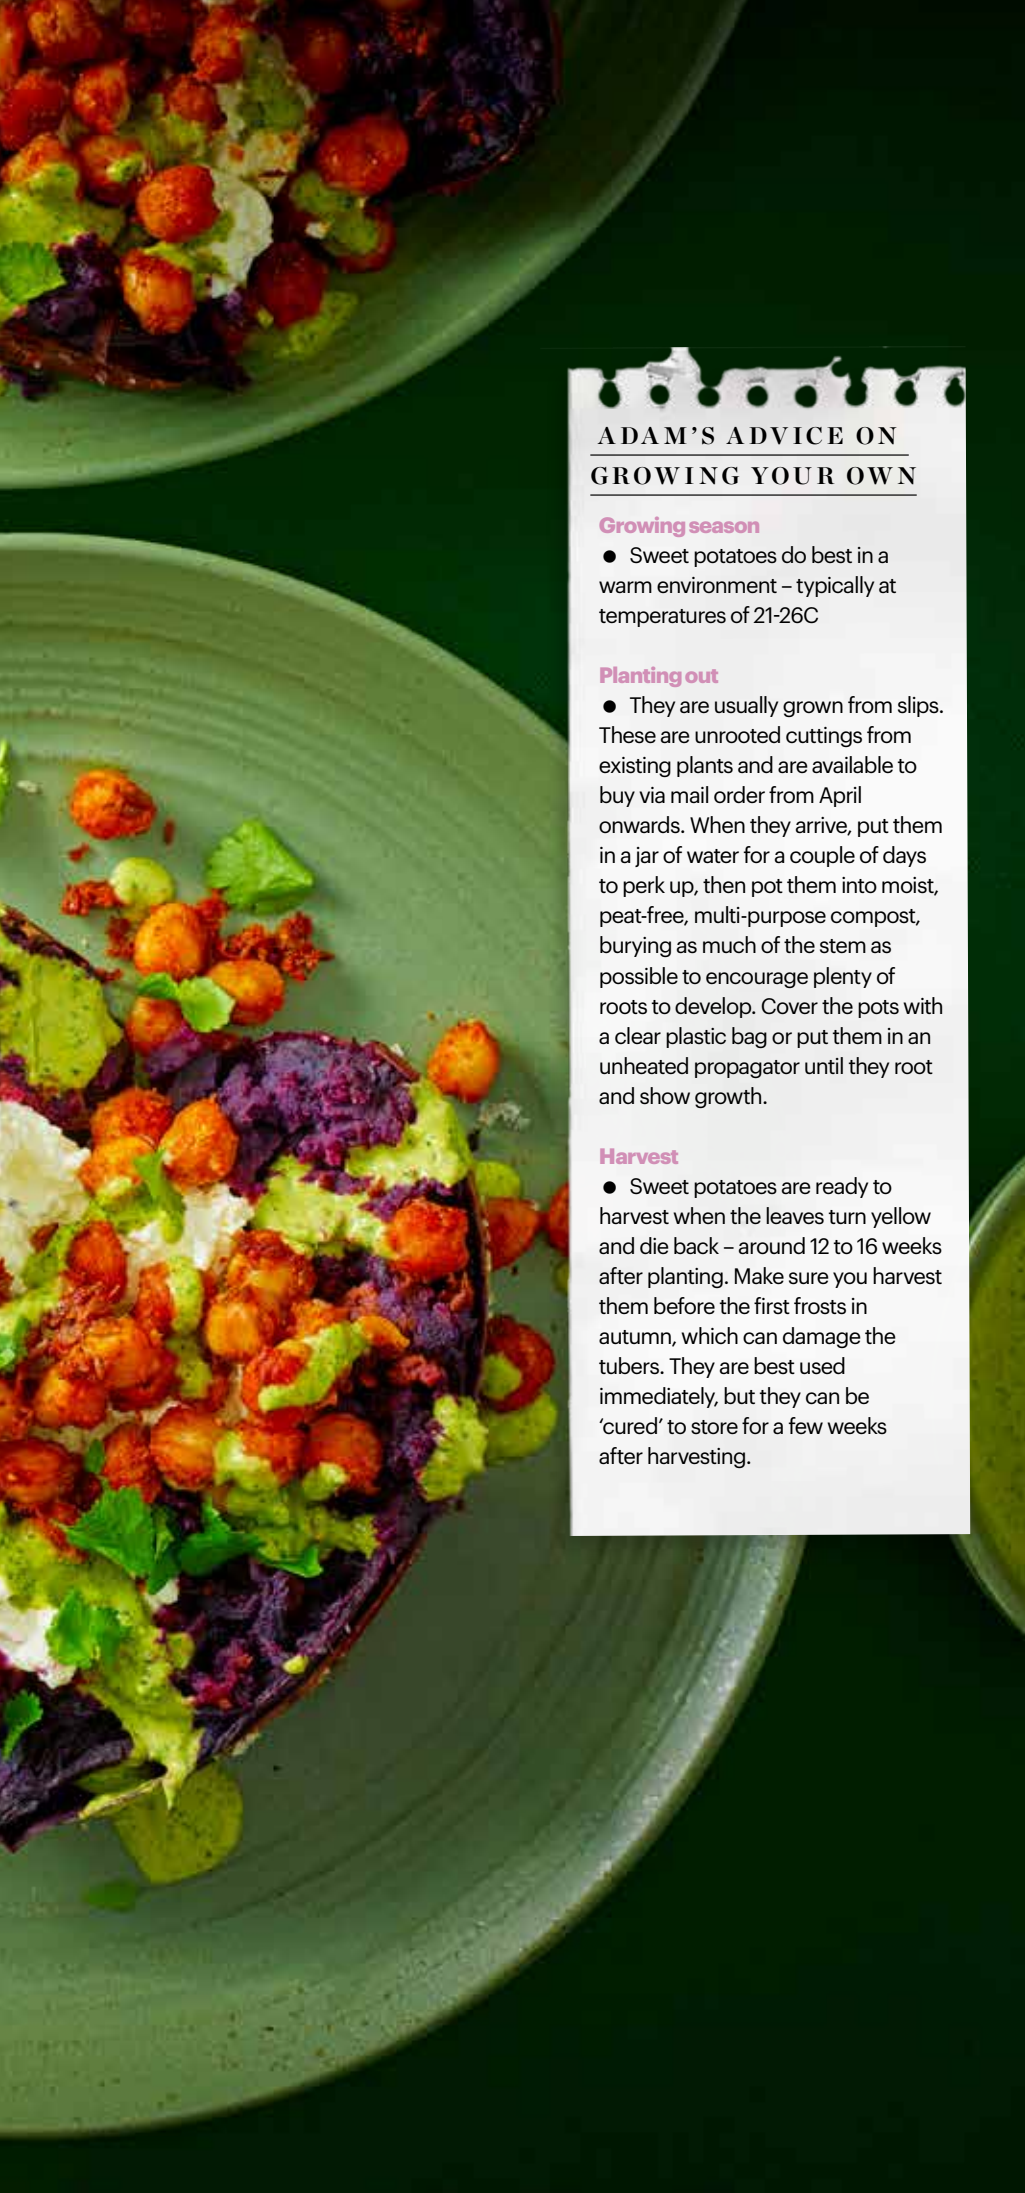 ADAM'S ADVICE ON
GROWING YOUR OWN
Growing season
● Sweet potatoes do best in a
warm environment – typically at
temperatures of 21-26C
Planting out
● They are usually grown from slips.
These are unrooted cuttings from
existing plants and are available to
buy via mail order from April
onwards. When they arrive, put them
in a jar of water for a couple of days
to perk up, then pot them into moist,
peat-free, multi-purpose compost,
burying as much of the stem as
possible to encourage plenty of
roots to develop. Cover the pots with
a clear plastic bag or put them in an
unheated propagator until they root
and show growth.
Harvest
● Sweet potatoes are ready to
harvest when the leaves turn yellow
and die back – around 12 to 16 weeks
after planting. Make sure you harvest
them before the first frosts in
autumn, which can damage the
tubers. They are best used
immediately, but they can be
‘cured’ to store for a few weeks
after harvesting.